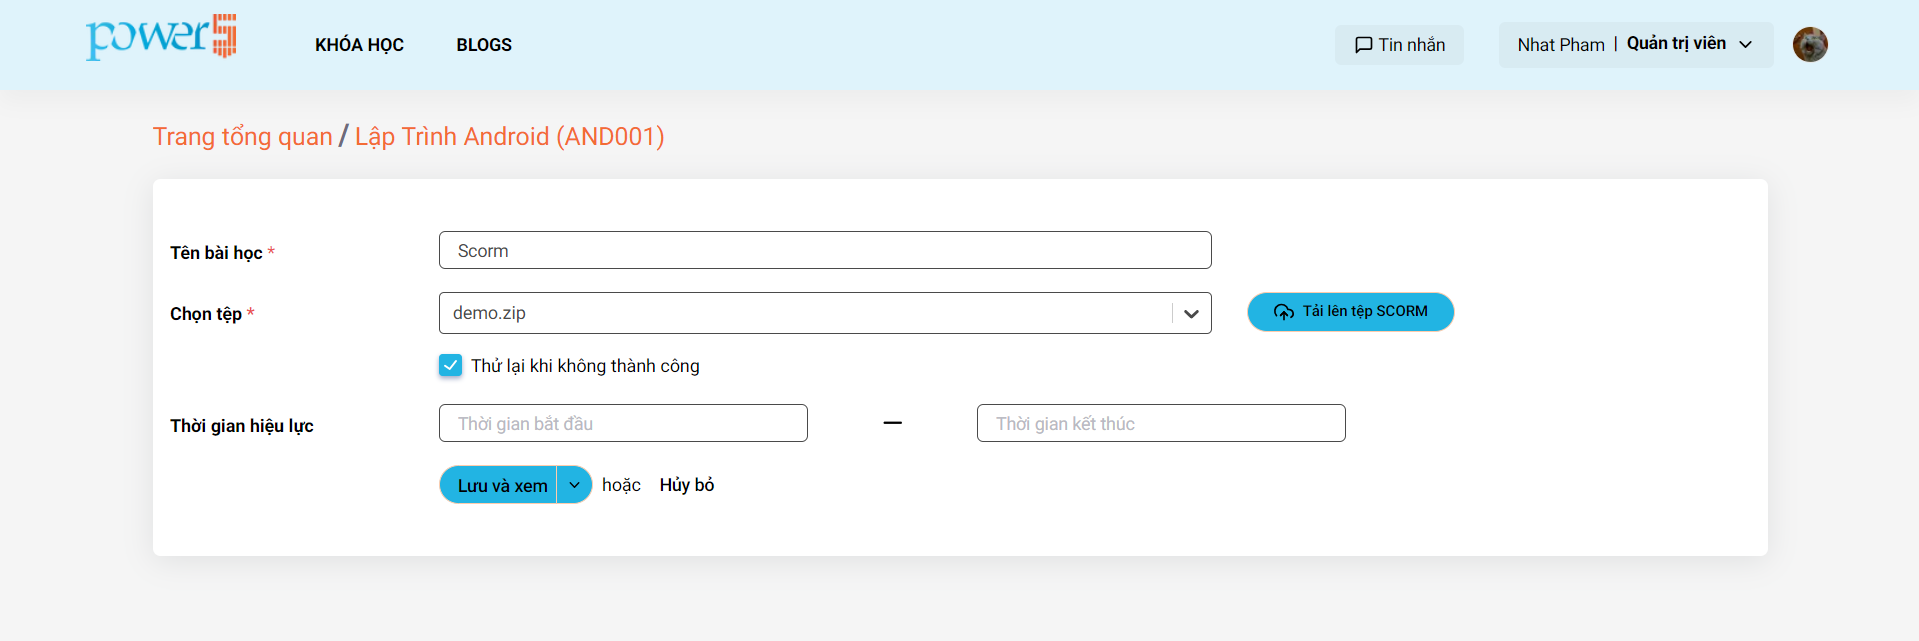 power5
KHÓA HỌC
BLOGS
Tin nhắn
Nhat Pham | Quản trị viên
Trang tổng quan / Lập Trình Android (AND001)
Tên bài học *
Scorm
Chọn tệp *
demo.zip
Tải lên tệp SCORM
Thử lại khi không thành công
Thời gian hiệu lực
Thời gian bắt đầu
—
Thời gian kết thúc
Lưu và xem
hoặc
Hủy bỏ